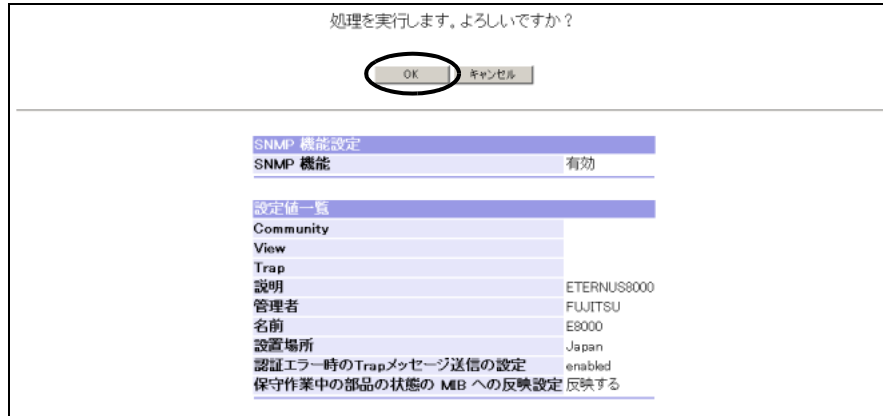 処理を実行します。よろしいですか？
OK キャンセル
SNMP 機能設定
SNMP 機能 有効
設定値一覧
Community
View
Trap
説明 ETERNUS8000
管理者 FUJITSU
名前 E8000
設置場所 Japan
認証エラー時のTrapメッセージ送信の設定 enabled
保守作業中の部品の状態の MIB への反映設定 反映する